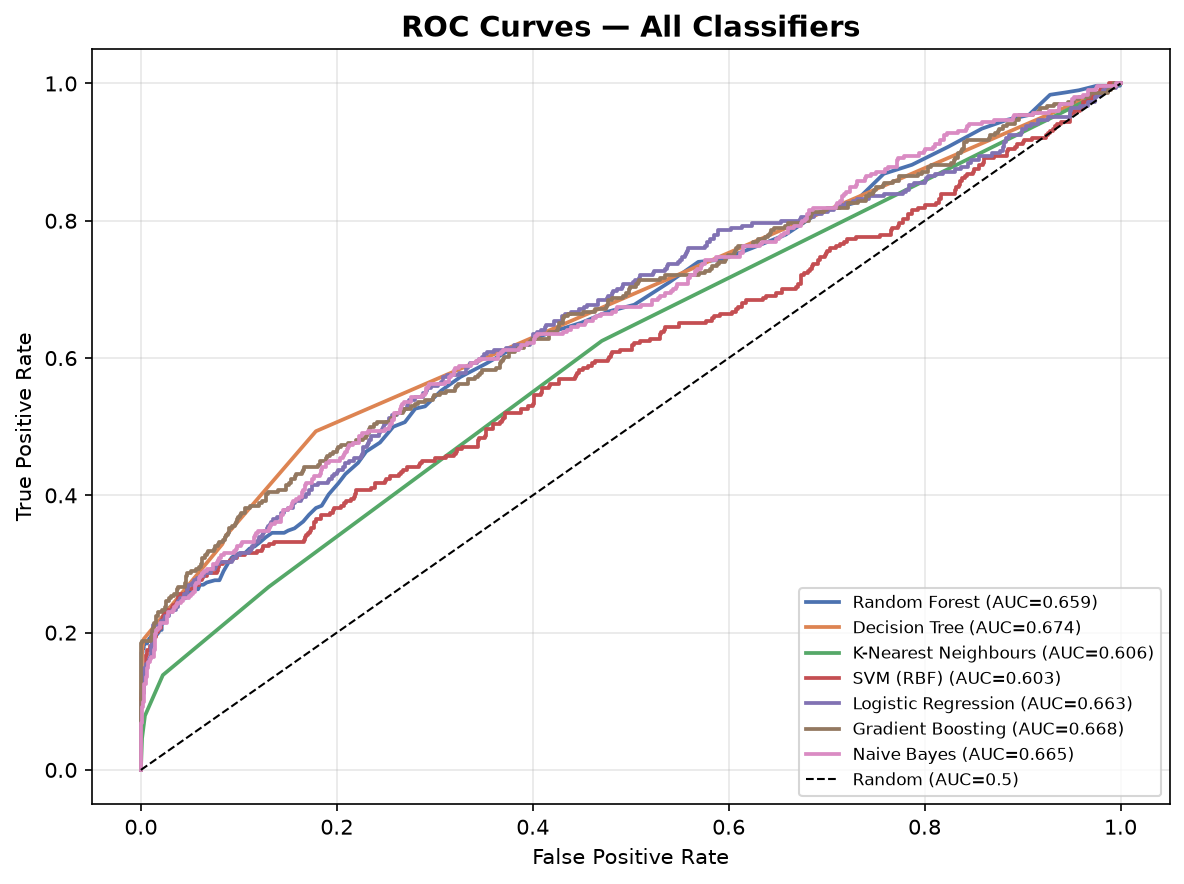 ROC Curves — All Classifiers
True Positive Rate
1.0
0.8
0.6
0.4
0.2
0.0
Random Forest (AUC=0.659)
Decision Tree (AUC=0.674)
K-Nearest Neighbours (AUC=0.606)
SVM (RBF) (AUC=0.603)
Logistic Regression (AUC=0.663)
Gradient Boosting (AUC=0.668)
Naive Bayes (AUC=0.665)
Random (AUC=0.5)
0.0 0.2 0.4 0.6 0.8 1.0
False Positive Rate